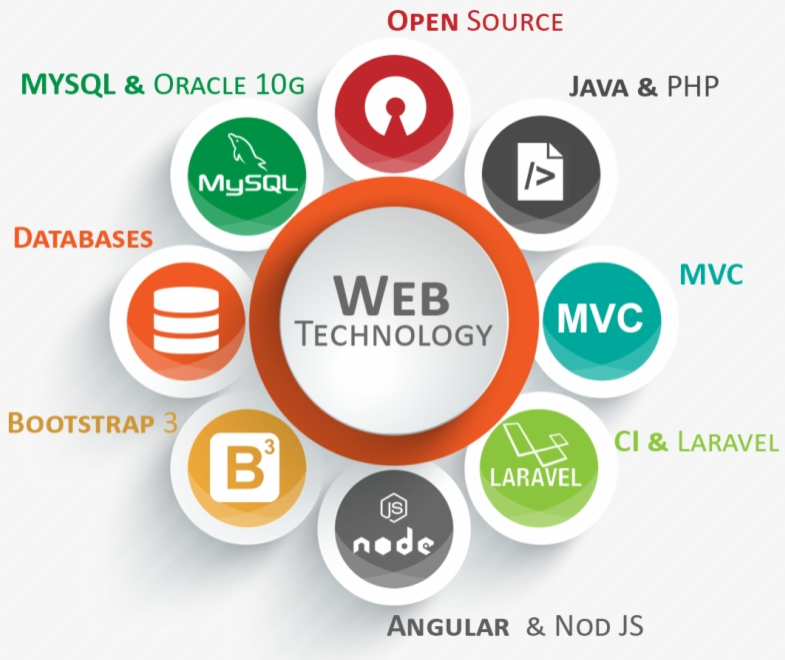 OPEN SOURCE
MYSQL & ORACLE 10G
JAVA & PHP
MySQL
/>
DATABASES
MVC
WEB
TECHNOLOGY
MVC
BOOTSTRAP 3
CI & LARAVEL
B3
LARAVEL
JS
node
ANGULAR & NOD JS